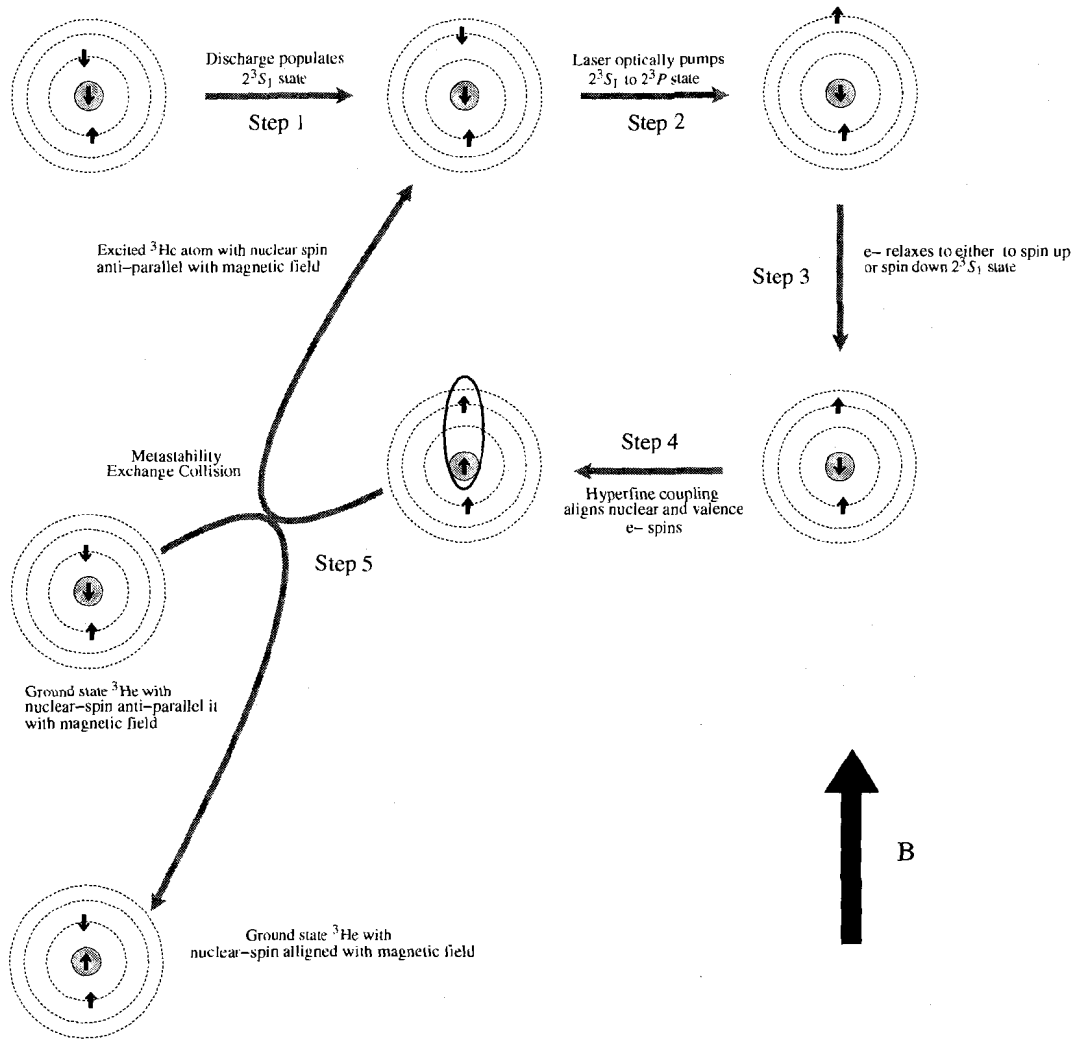 Discharge populates
2³S₁ state
Step 1
Laser optically pumps
2³S₁ to 2³P state
Step 2
Excited ³He atom with nuclear spin
anti-parallel with magnetic field
Step 3
e- relaxes to either to spin up
or spin down 2³S₁ state
Metastability
Exchange Collision
Step 4
Hyperfine coupling
aligns nuclear and valence
e- spins
Step 5
Ground state ³He with
nuclear-spin anti-parallel it
with magnetic field
B
Ground state ³He with
nuclear-spin alligned with magnetic field